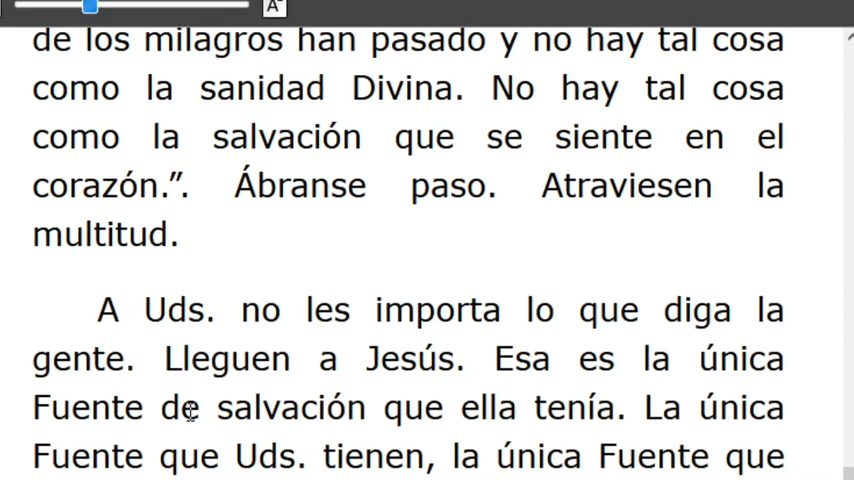 A
de los milagros han pasado y no hay tal cosa
como la sanidad Divina. No hay tal cosa
como la salvación que se siente en el
corazón.”. Ábranse paso. Atraviesen la
multitud.
A Uds. no les importa lo que diga la
gente. Lleguen a Jesús. Esa es la única
Fuente de salvación que ella tenía. La única
Fuente que Uds. tienen, la única Fuente que